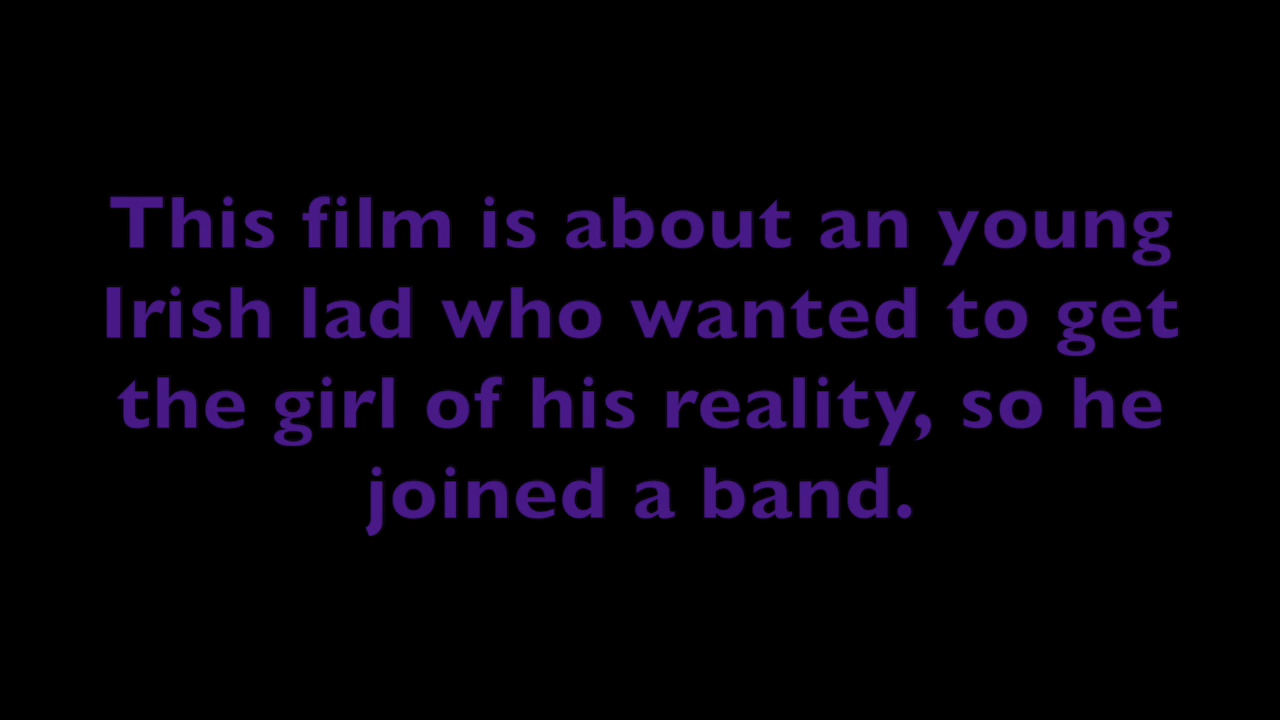 This film is about an young
Irish lad who wanted to get
the girl of his reality, so he
joined a band.